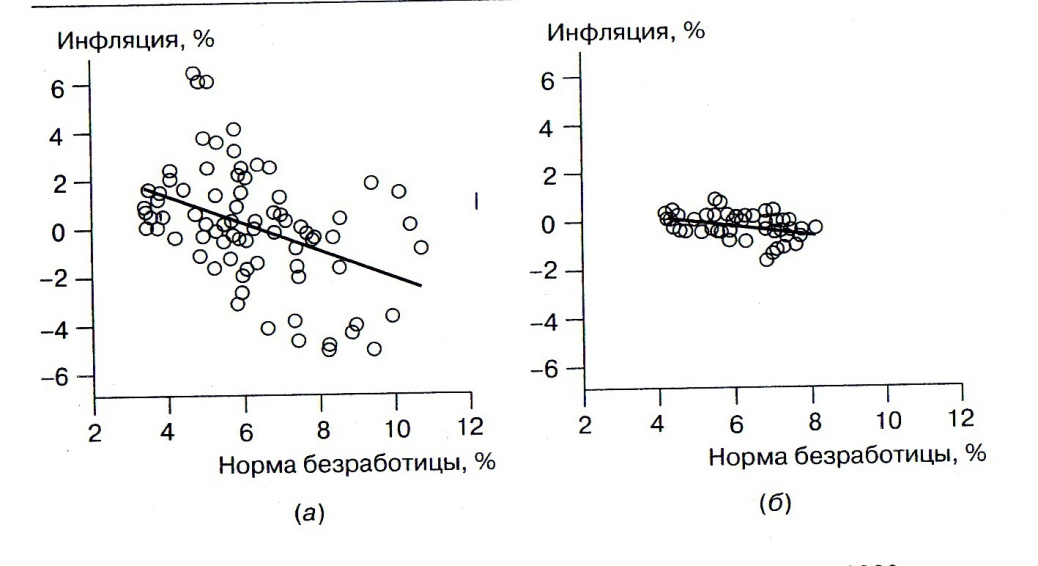 Инфляция, %
6
4
2
0
–2
–4
–6
2 4 6 8 10 12
Норма безработицы, %
(а)
Инфляция, %
6
4
2
0
–2
–4
–6
2 4 6 8 10 12
Норма безработицы, %
(б)